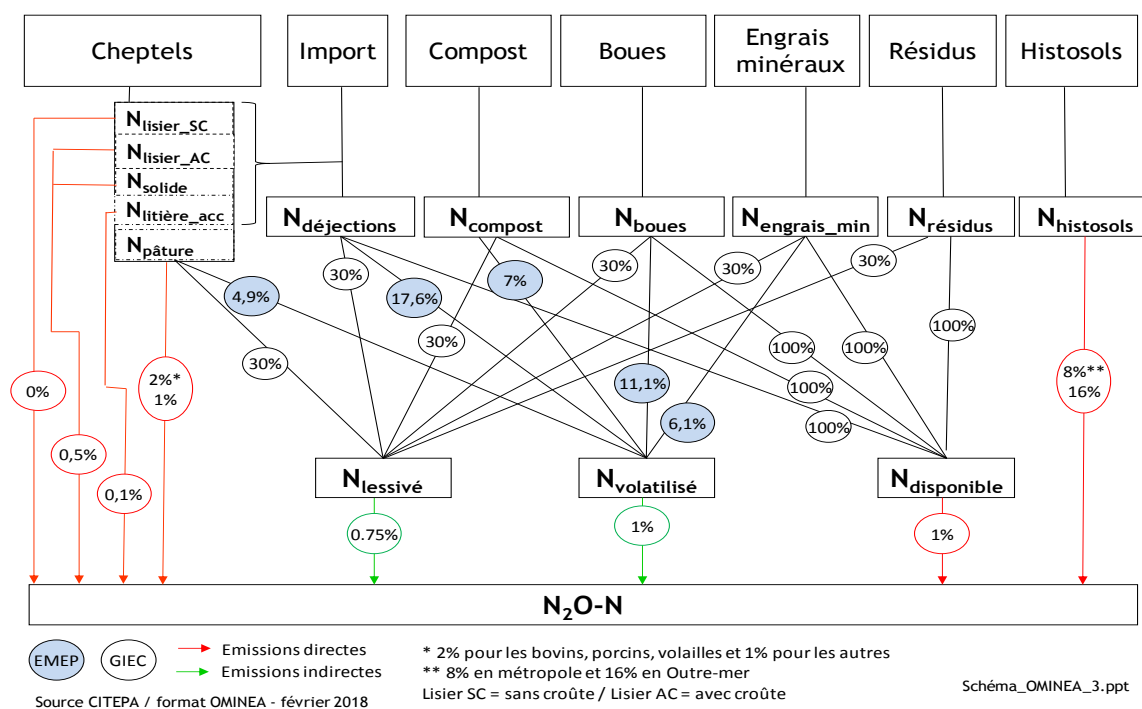 Cheptels
Import
Compost
Boues
Engrais
minéraux
Résidus
Histosols
Nlisier_SC
Nlisier_AC
Nsolide
Nlitière_acc
Npâture
Ndéjections
Ncompost
Nboues
Nengrais_min
Nrésidus
Nhistosols
30%
7%
30%
30%
30%
4,9%
17,6%
100%
30%
30%
100%
100%
0%
2%*
1%
11,1%
100%
8%**
16%
0,5%
6,1%
100%
0,1%
Nlessivé
Nvolatilisé
Ndisponible
0.75%
1%
1%
N₂O-N
EMEP
GIEC
Emissions directes
Emissions indirectes
* 2% pour les bovins, porcins, volailles et 1% pour les autres
** 8% en métropole et 16% en Outre-mer
Lisier SC = sans croûte / Lisier AC = avec croûte
Source CITEPA / format OMINEA - février 2018
Schéma_OMINEA_3.ppt